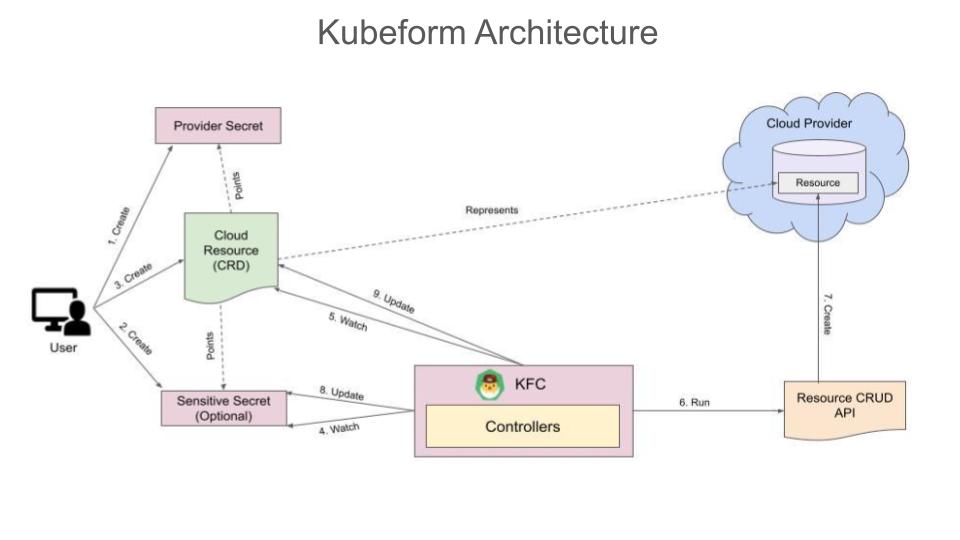 Kubeform Architecture
Provider Secret
Cloud Provider
Resource
Points
1. Create
Represents
Cloud
Resource
(CRD)
3. Create
9. Update
5. Watch
7. Create
2. Create
User
Points
KFC
Controllers
Sensitive Secret
(Optional)
8. Update
4. Watch
6. Run
Resource CRUD
API